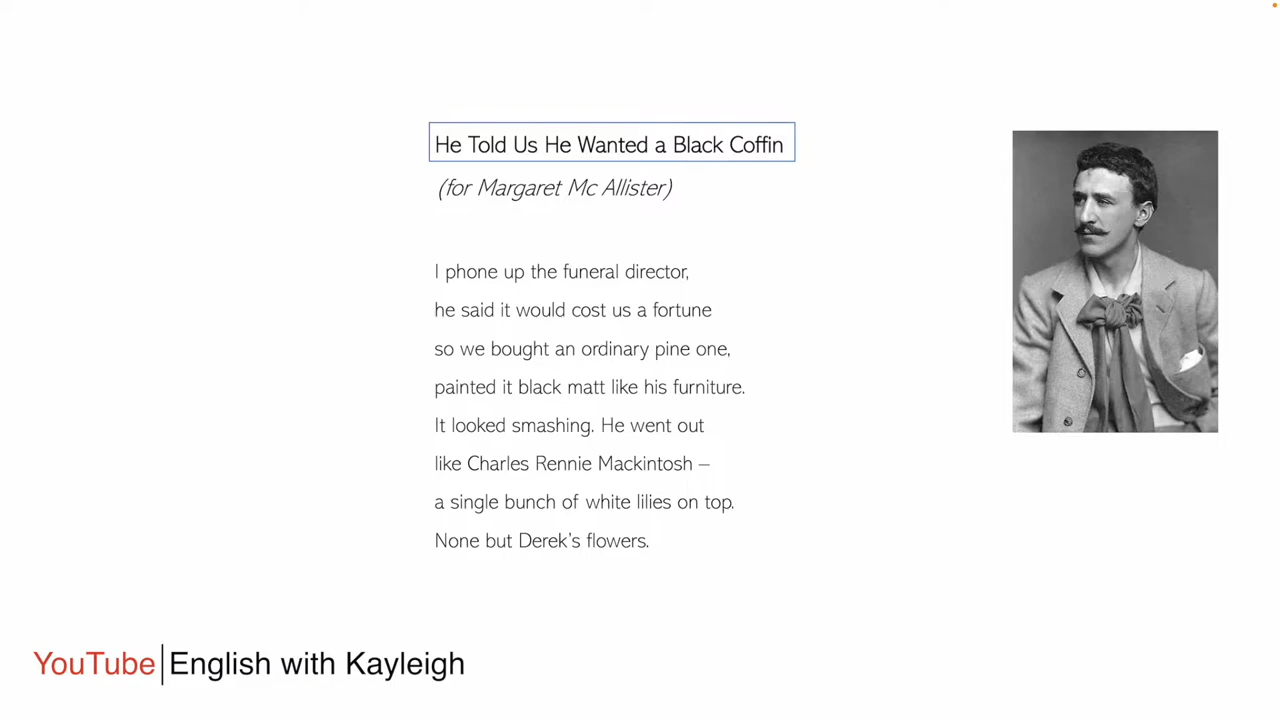 He Told Us He Wanted a Black Coffin
(for Margaret Mc Allister)
I phone up the funeral director,
he said it would cost us a fortune
so we bought an ordinary pine one,
painted it black matt like his furniture.
It looked smashing. He went out
like Charles Rennie Mackintosh –
a single bunch of white lilies on top.
None but Derek's flowers.
YouTube|English with Kayleigh